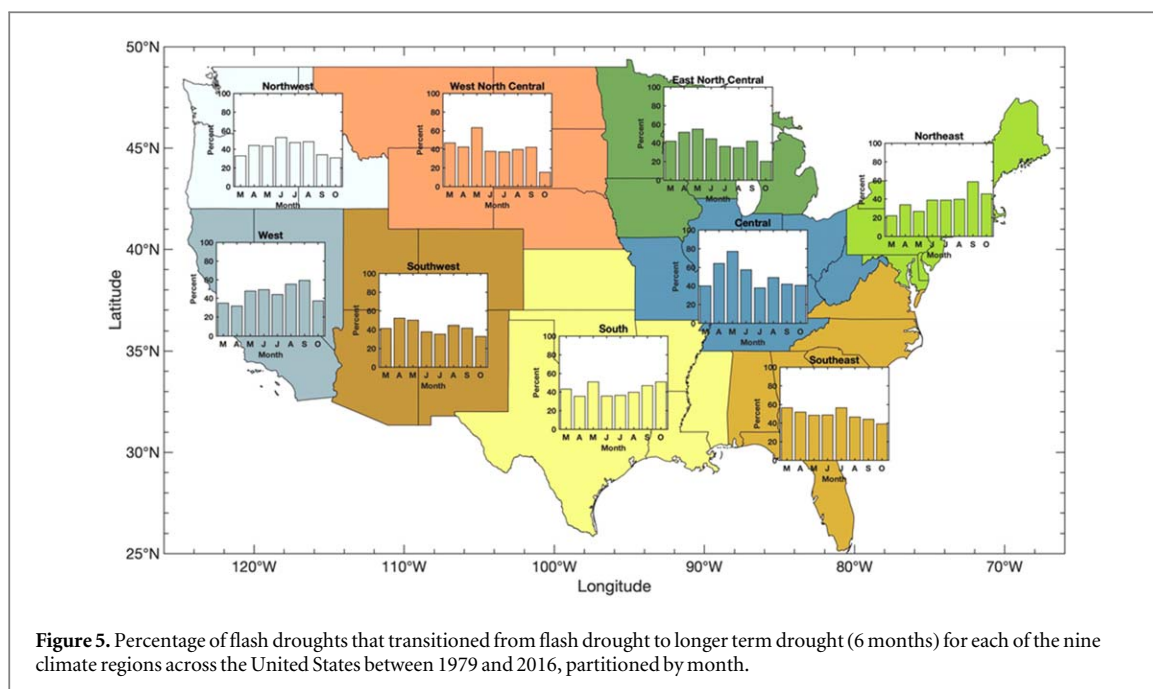 50°N
45°N
40°N
35°N
30°N
25°N
Latitude
120°W 110°W 100°W 90°W 80°W 70°W
Longitude
Northwest
100
80
60
40
20
0
Percent
M A M J J A S O
Month
West North Central
100
80
60
40
20
0
Percent
M A M J J A S O
Month
East North Central
100
80
60
40
20
0
Percent
M A M J J A S O
Month
Northeast
100
80
60
40
20
0
Percent
M A M J J A S O
Month
West
100
80
60
40
20
0
Percent
M A M J J A S O
Month
Southwest
100
80
60
40
20
0
Percent
M A M J J A S O
Month
Central
100
80
60
40
20
0
Percent
M A M J J A S O
Month
South
100
80
60
40
20
0
Percent
M A M J J A S O
Month
Southeast
100
80
60
40
20
0
Percent
M A M J J A S O
Month
Figure 5. Percentage of flash droughts that transitioned from flash drought to longer term drought (6 months) for each of the nine
climate regions across the United States between 1979 and 2016, partitioned by month.